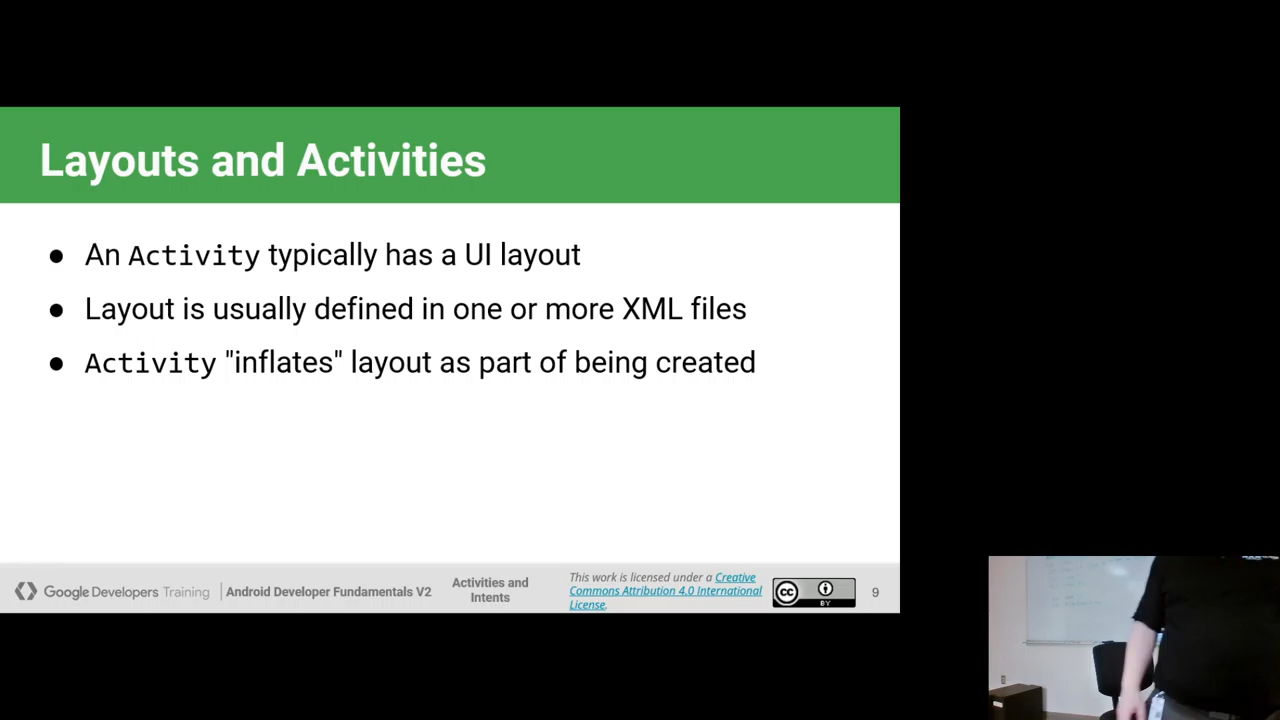 Layouts and Activities
● An Activity typically has a UI layout
● Layout is usually defined in one or more XML files
● Activity "inflates" layout as part of being created
Google Developers Training
Android Developer Fundamentals V2
Activities and
Intents
This work is licensed under a Creative
Commons Attribution 4.0 International
License.
cc
BY
9